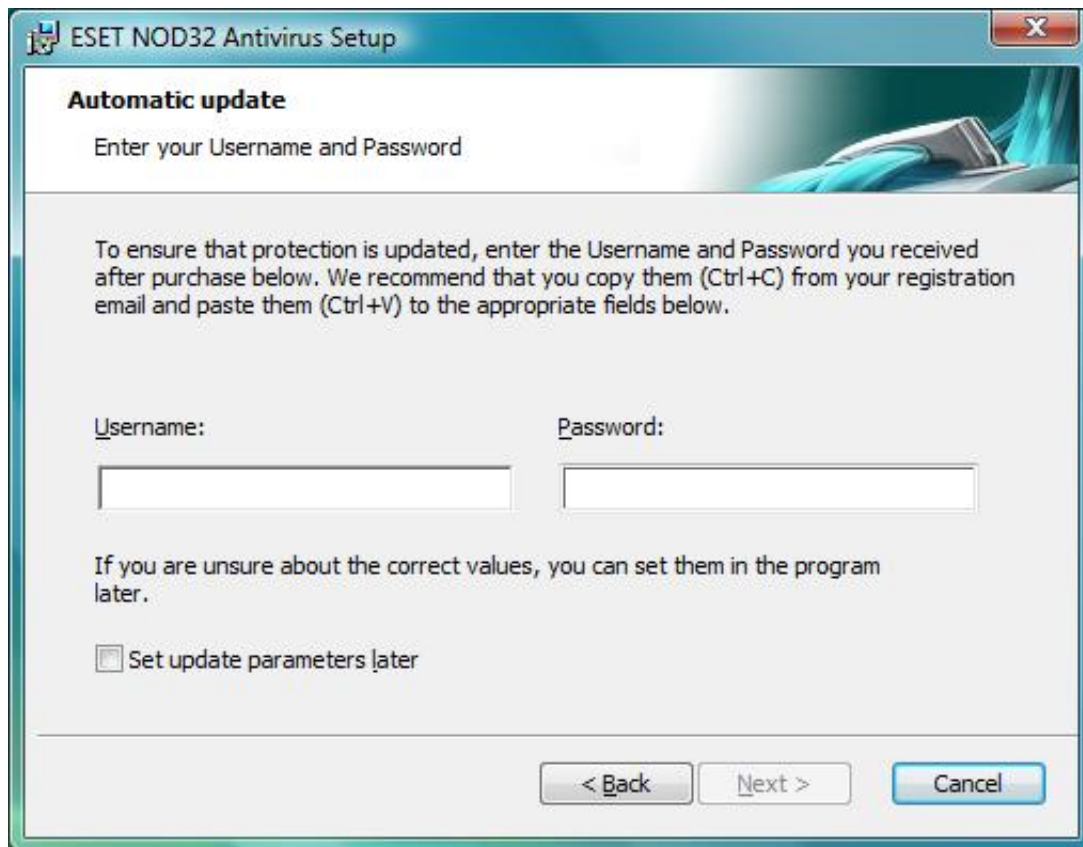 ESET NOD32 Antivirus Setup
Automatic update
Enter your Username and Password
To ensure that protection is updated, enter the Username and Password you received
after purchase below. We recommend that you copy them (Ctrl+C) from your registration
email and paste them (Ctrl+V) to the appropriate fields below.
Username:
Password:
If you are unsure about the correct values, you can set them in the program
later.
Set update parameters later
< Back
Next >
Cancel